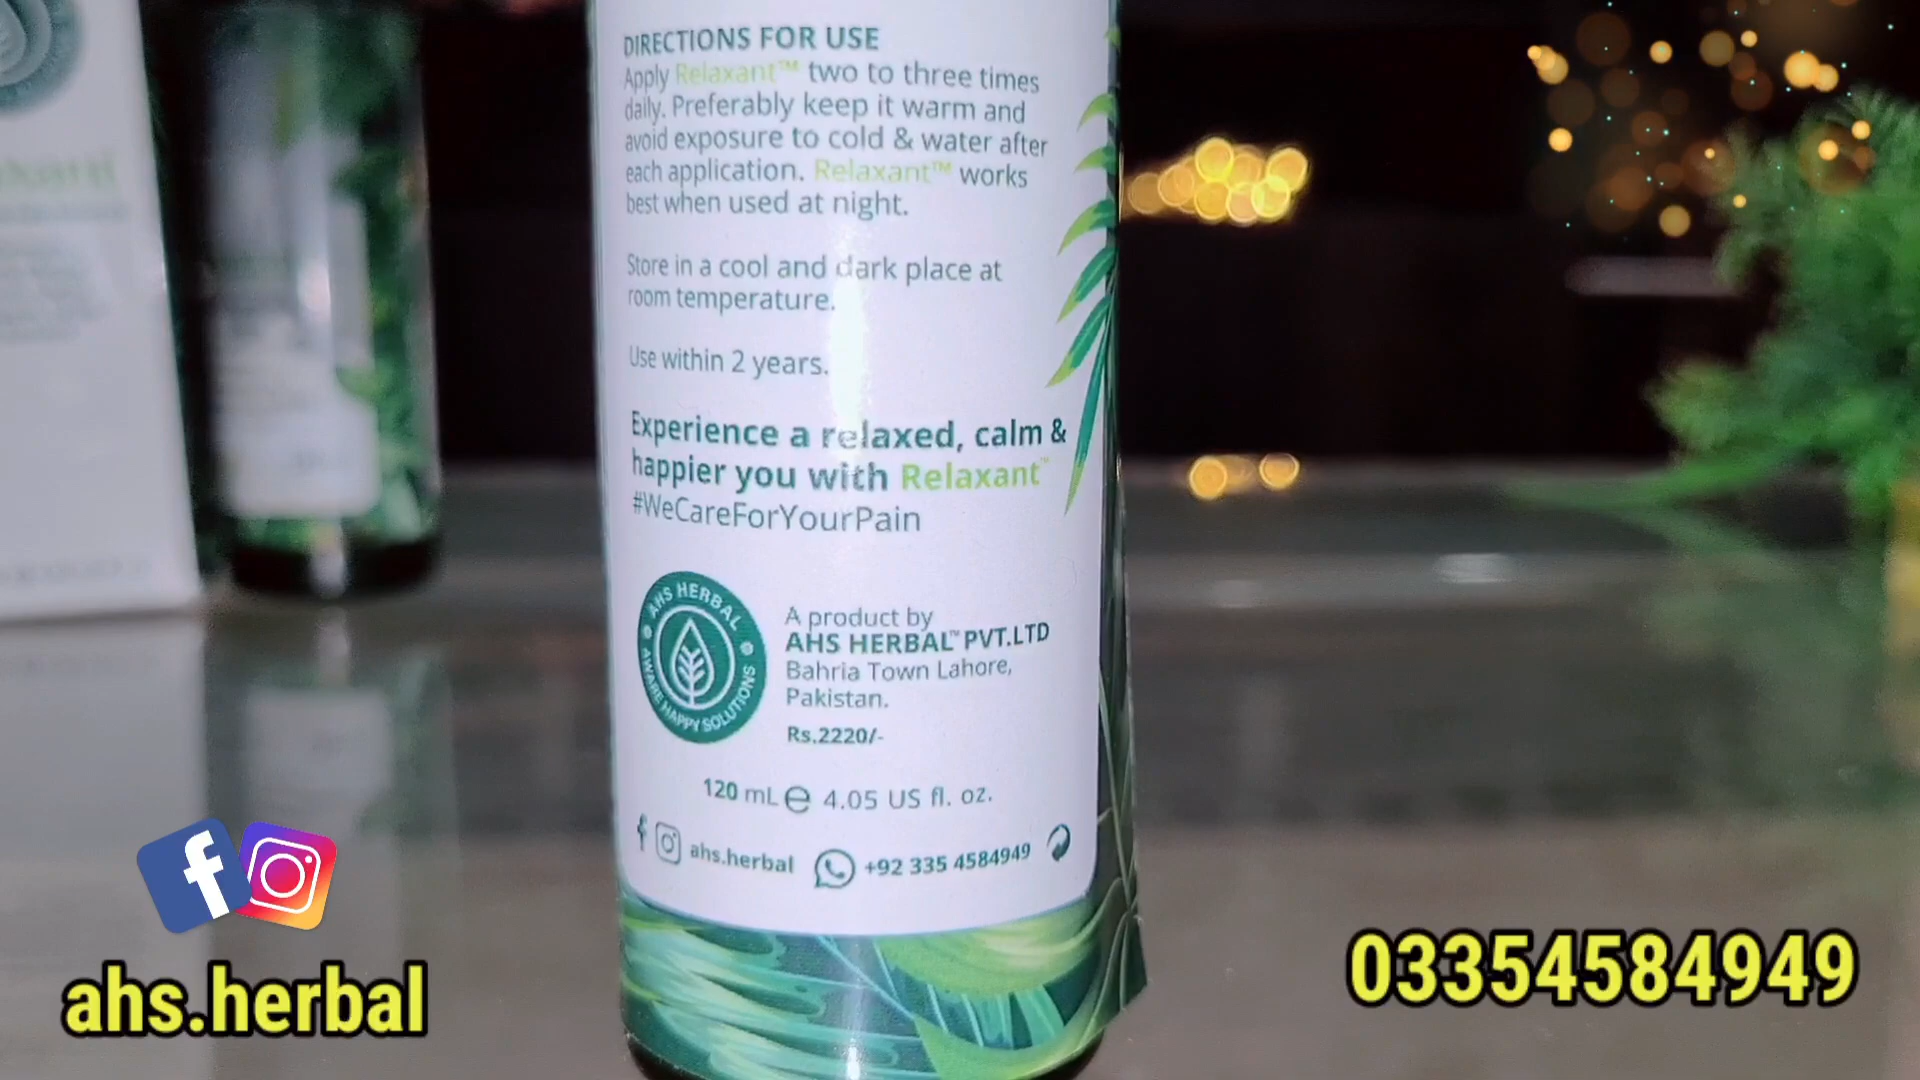 DIRECTIONS FOR USE
Apply Relaxant™ two to three times
daily. Preferably keep it warm and
avoid exposure to cold & water after
each application. Relaxant™ works
best when used at night.
Store in a cool and dark place at
room temperature.
Use within 2 years.
Experience a relaxed, calm &
happier you with Relaxant™
#WeCareForYourPain
AHS HERBAL
AWARE HAPPY SOLUTIONS
A product by
AHS HERBAL™ PVT.LTD
Bahria Town Lahore,
Pakistan.
Rs.2220/-
120 mL ℮ 4.05 US fl. oz.
ahs.herbal +92 335 4584949
ahs.herbal
03354584949